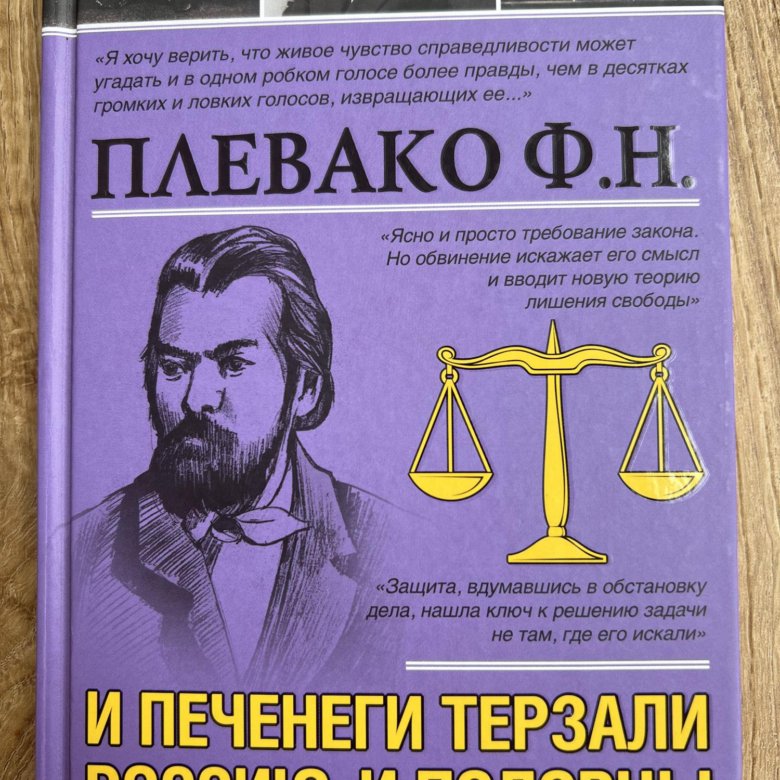 «Я хочу верить, что живое чувство справедливости может
угадать и в одном робком голосе более правды, чем в десятках
громких и ловких голосов, извращающих ее...»
ПЛЕВАКО Ф.Н.
«Ясно и просто требование закона.
Но обвинение искажает его смысл
и вводит новую теорию
лишения свободы»
«Защита, вдумавшись в обстановку
дела, нашла ключ к решению задачи
не там, где его искали»
И ПЕЧЕНЕГИ ТЕРЗАЛИ
РОССИЮ, И ПОЛОВЦЫ